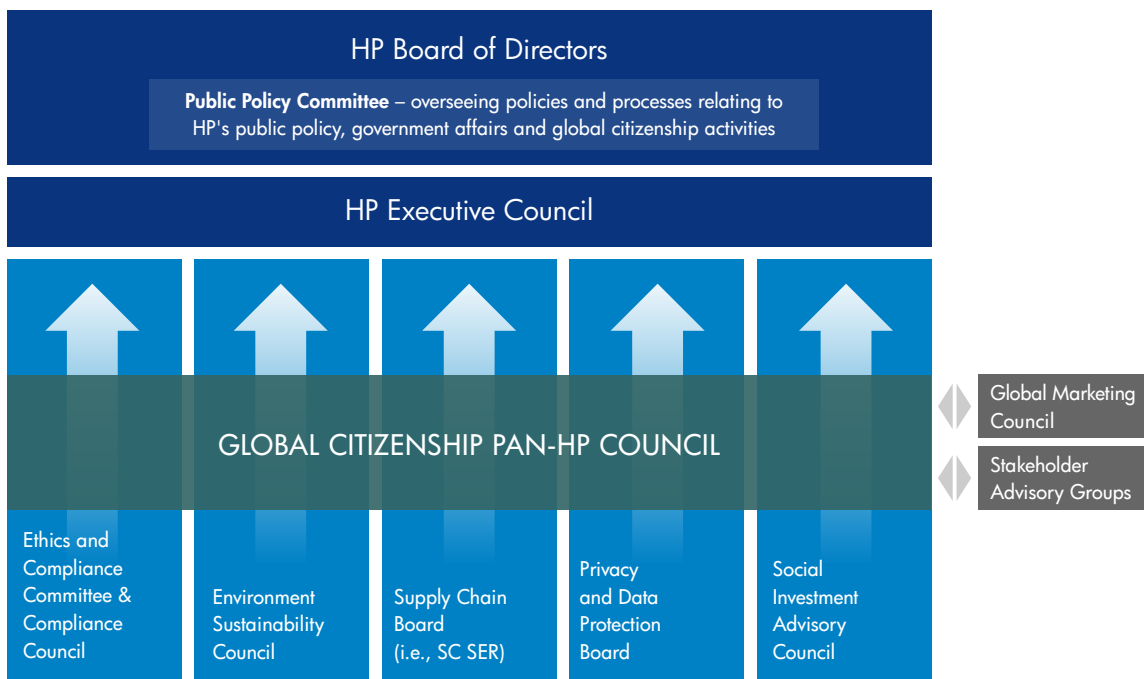 HP Board of Directors
Public Policy Committee – overseeing policies and processes relating to
HP's public policy, government affairs and global citizenship activities
HP Executive Council
GLOBAL CITIZENSHIP PAN-HP COUNCIL
Global Marketing
Council
Stakeholder
Advisory Groups
Ethics and
Compliance
Committee &
Compliance
Council
Environment
Sustainability
Council
Supply Chain
Board
(i.e., SC SER)
Privacy
and Data
Protection
Board
Social
Investment
Advisory
Council